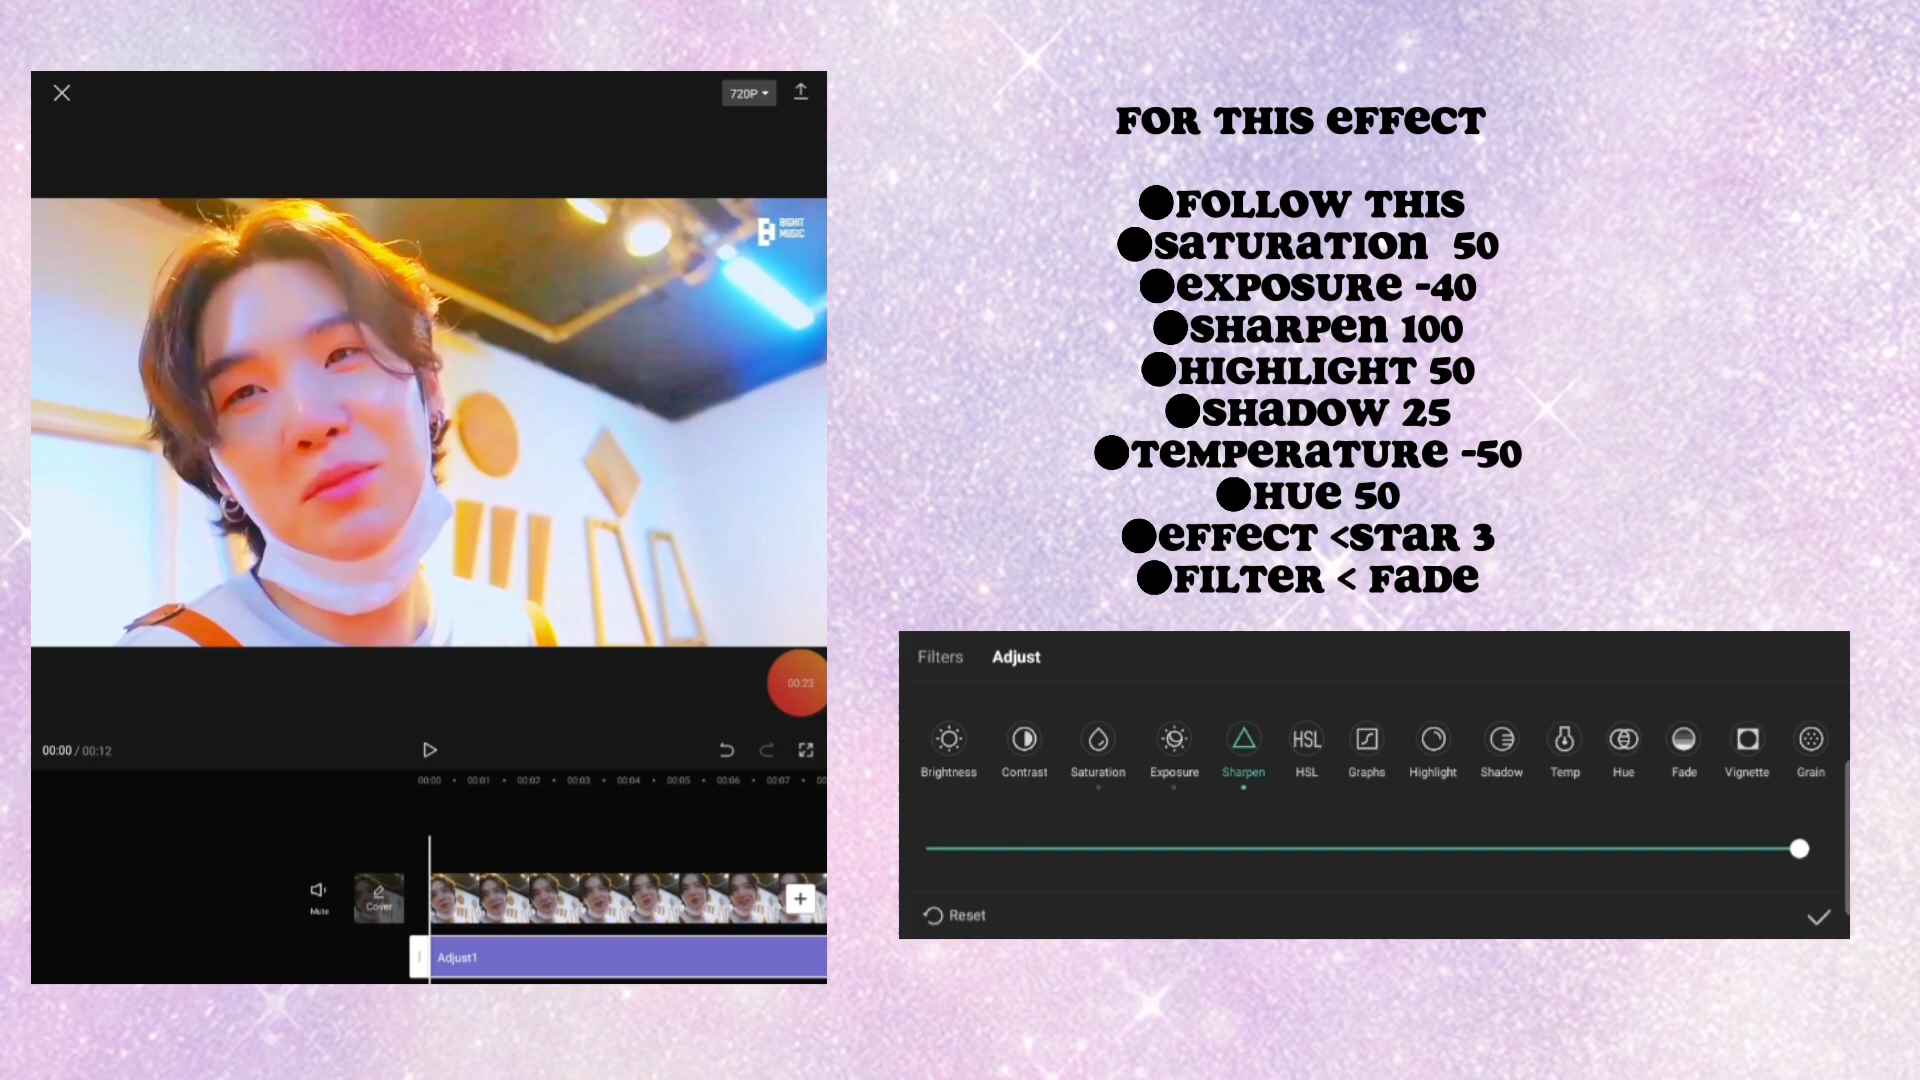 720P
BIGHIT
MUSIC
00:23
00:00 / 00:12
00:00 00:01 00:02 00:03 00:04 00:05 00:06 00:07 00
Mute
Cover
Adjust1
FOR THIS EFFECT
●FOLLOW THIS
●SATURATION 50
●EXPOSURE -40
●SHARPEN 100
●HIGHLIGHT 50
●SHADOW 25
●TEMPERATURE -50
●HUE 50
●EFFECT <STAR 3
●FILTER < FADE
Filters Adjust
Brightness Contrast Saturation Exposure Sharpen HSL Graphs Highlight Shadow Temp Hue Fade Vignette Grain
HSL
Reset